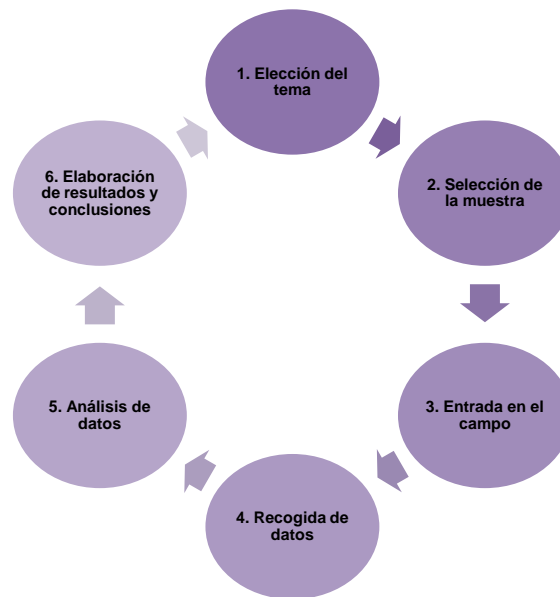 1. Elección del
tema
2. Selección de
la muestra
3. Entrada en el
campo
4. Recogida de
datos
5. Análisis de
datos
6. Elaboración
de resultados y
conclusiones